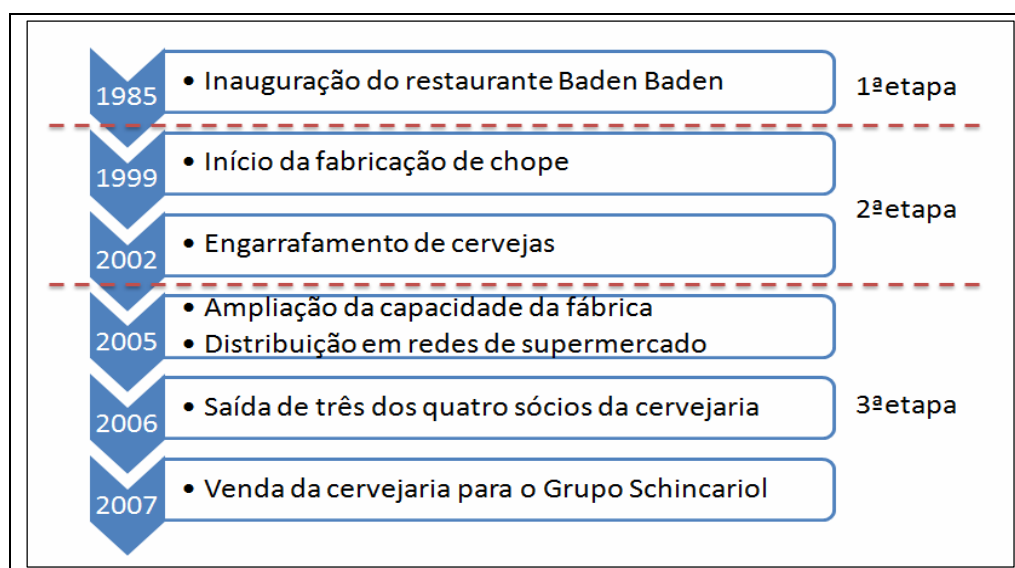 1985
• Inauguração do restaurante Baden Baden
1ªetapa
1999
• Início da fabricação de chope
2ªetapa
2002
• Engarrafamento de cervejas
2005
• Ampliação da capacidade da fábrica
• Distribuição em redes de supermercado
2006
• Saída de três dos quatro sócios da cervejaria
3ªetapa
2007
• Venda da cervejaria para o Grupo Schincariol